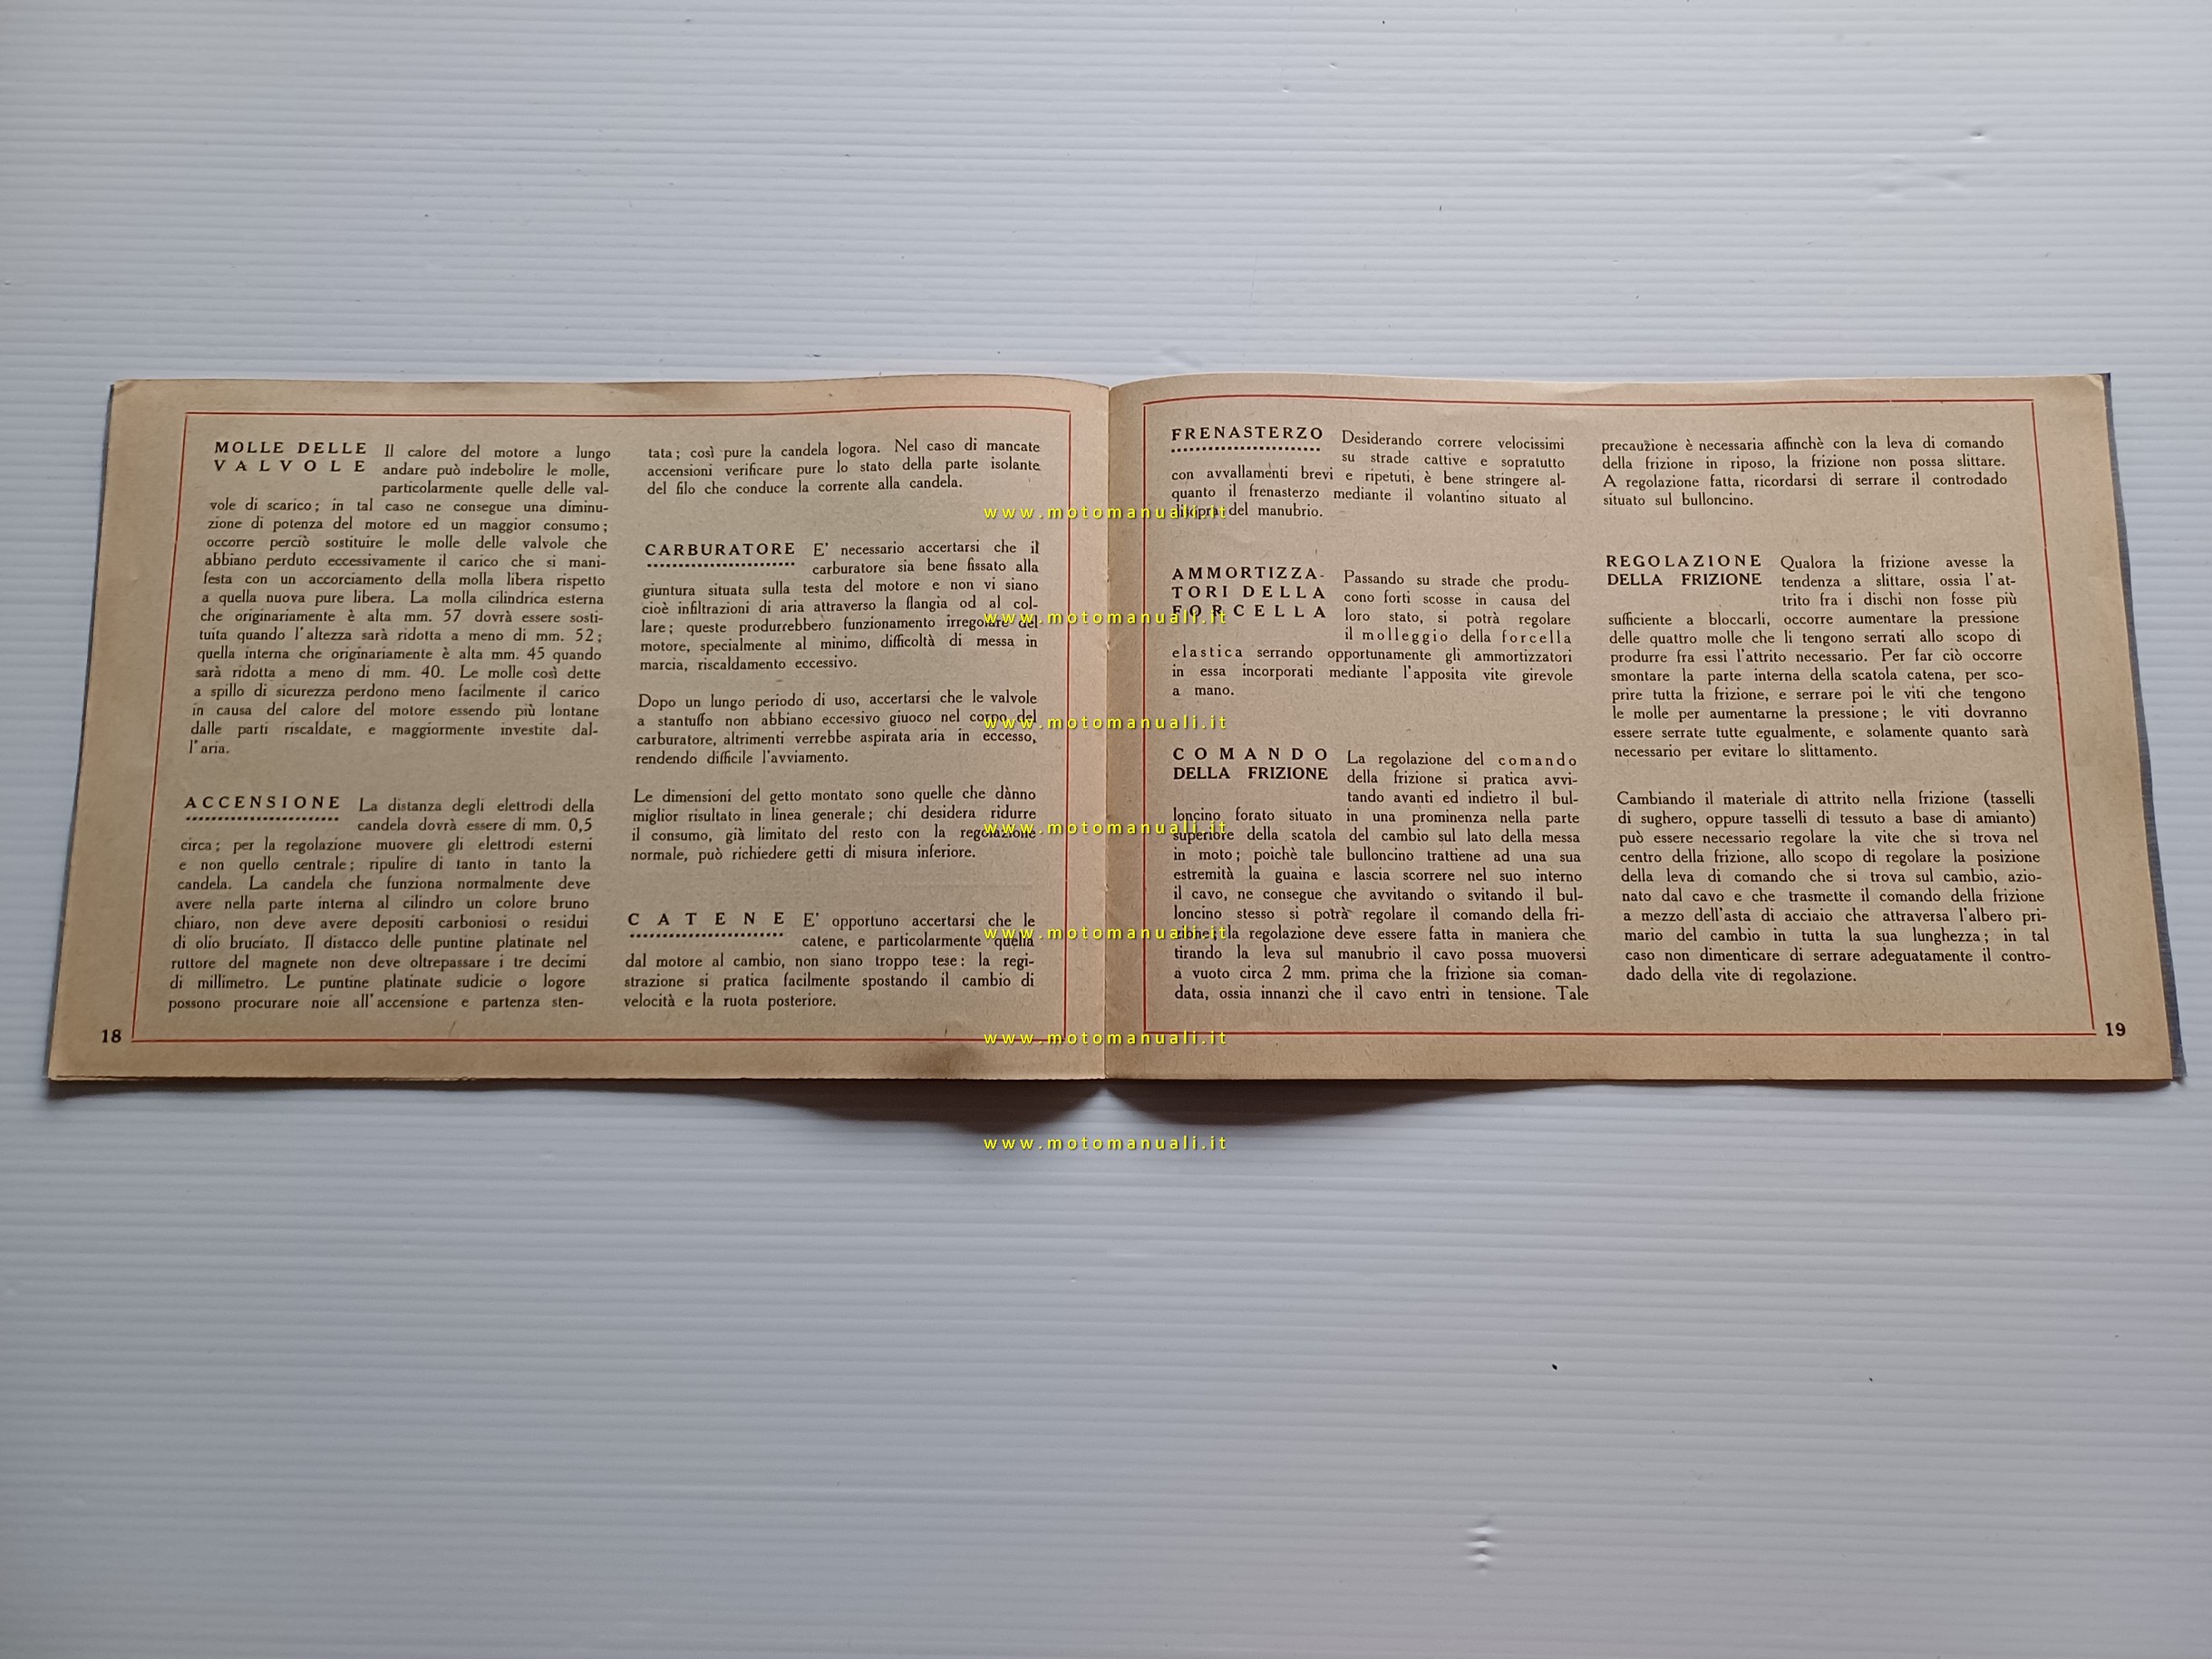 MOLLE DELLE
VALVOLE
Il calore del motore a lungo
andare può indebolire le molle,
particolarmente quelle delle val-
vole di scarico; in tal caso ne consegue una diminu-
zione di potenza del motore ed un maggior consumo;
occorre perciò sostituire le molle delle valvole che
abbiano perduto eccessivamente il carico che si mani-
festa con un accorciamento della molla libera rispetto
a quella nuova pure libera. La molla cilindrica esterna
che originariamente è alta mm. 57 dovrà essere sosti-
tuita quando l'altezza sarà ridotta a meno di mm. 52;
quella interna che originariamente è alta mm. 45 quando
sarà ridotta a meno di mm. 40. Le molle così dette
a spillo di sicurezza perdono meno facilmente il carico
in causa del calore del motore essendo più lontane
dalle parti riscaldate, e maggiormente investite dal-
l'aria.
ACCENSIONE
La distanza degli elettrodi della
candela dovrà essere di mm. 0,5
circa; per la regolazione muovere gli elettrodi esterni
e non quello centrale; ripulire di tanto in tanto la
candela. La candela che funziona normalmente deve
avere nella parte interna al cilindro un colore bruno
chiaro, non deve avere depositi carboniosi o residui
di olio bruciato. Il distacco delle puntine platinate nel
ruttore del magnete non deve oltrepassare i tre decimi
di millimetro. Le puntine platinate sudicie o logore
possono procurare noie all'accensione e partenza sten-
18
tata; così pure la candela logora. Nel caso di mancate
accensioni verificare pure lo stato della parte isolante
del filo che conduce la corrente alla candela.
CARBURATORE
E' necessario accertarsi che il
carburatore sia bene fissato alla
giuntura situata sulla testa del motore e non vi siano
cioè infiltrazioni di aria attraverso la flangia od al col-
lare; queste produrrebbero funzionamento irregolare del
motore, specialmente al minimo, difficoltà di messa in
marcia, riscaldamento eccessivo.
Dopo un lungo periodo di uso, accertarsi che le valvole
a stantuffo non abbiano eccessivo giuoco nel corpo del
carburatore, altrimenti verrebbe aspirata aria in eccesso,
rendendo difficile l'avviamento.
Le dimensioni del getto montato sono quelle che dànno
miglior risultato in linea generale; chi desidera ridurre
il consumo, già limitato del resto con la regolazione
normale, può richiedere getti di misura inferiore.
CATENE
E' opportuno accertarsi che le
catene, e particolarmente quella
dal motore al cambio, non siano troppo tese: la regi-
strazione si pratica facilmente spostando il cambio di
velocità e la ruota posteriore.
www.motomanuali.it
www.motomanuali.it
www.motomanuali.it
www.motomanuali.it
www.motomanuali.it
www.motomanuali.it
www.motomanuali.it
FRENASTERZO
Desiderando correre velocissimi
su strade cattive e sopratutto
con avvallamenti brevi e ripetuti, è bene stringere al-
quanto il frenasterzo mediante il volantino situato al
disopra del manubrio.
AMMORTIZZA-
TORI DELLA
FORCELLA
Passando su strade che produ-
cono forti scosse in causa del
loro stato, si potrà regolare
il molleggio della forcella
elastica serrando opportunamente gli ammortizzatori
in essa incorporati mediante l'apposita vite girevole
a mano.
COMANDO
DELLA FRIZIONE
La regolazione del comando
della frizione si pratica avvi-
tando avanti ed indietro il bul-
loncino forato situato in una prominenza nella parte
superiore della scatola del cambio sul lato della messa
in moto; poichè tale bulloncino trattiene ad una sua
estremità la guaina e lascia scorrere nel suo interno
il cavo, ne consegue che avvitando o svitando il bul-
loncino stesso si potrà regolare il comando della fri-
zione; la regolazione deve essere fatta in maniera che
tirando la leva sul manubrio il cavo possa muoversi
a vuoto circa 2 mm. prima che la frizione sia coman-
data, ossia innanzi che il cavo entri in tensione. Tale
precauzione è necessaria affinchè con la leva di comando
della frizione in riposo, la frizione non possa slittare.
A regolazione fatta, ricordarsi di serrare il controdado
situato sul bulloncino.
REGOLAZIONE
DELLA FRIZIONE
Qualora la frizione avesse la
tendenza a slittare, ossia l'at-
trito fra i dischi non fosse più
sufficiente a bloccarli, occorre aumentare la pressione
delle quattro molle che li tengono serrati allo scopo di
produrre fra essi l'attrito necessario. Per far ciò occorre
smontare la parte interna della scatola catena, per sco-
prire tutta la frizione, e serrare poi le viti che tengono
le molle per aumentarne la pressione; le viti dovranno
essere serrate tutte egualmente, e solamente quanto sarà
necessario per evitare lo slittamento.
Cambiando il materiale di attrito nella frizione (tasselli
di sughero, oppure tasselli di tessuto a base di amianto)
può essere necessario regolare la vite che si trova nel
centro della frizione, allo scopo di regolare la posizione
della leva di comando che si trova sul cambio, azio-
nato dal cavo e che trasmette il comando della frizione
a mezzo dell'asta di acciaio che attraversa l'albero pri-
mario del cambio in tutta la sua lunghezza; in tal
caso non dimenticare di serrare adeguatamente il contro-
dado della vite di regolazione.
19